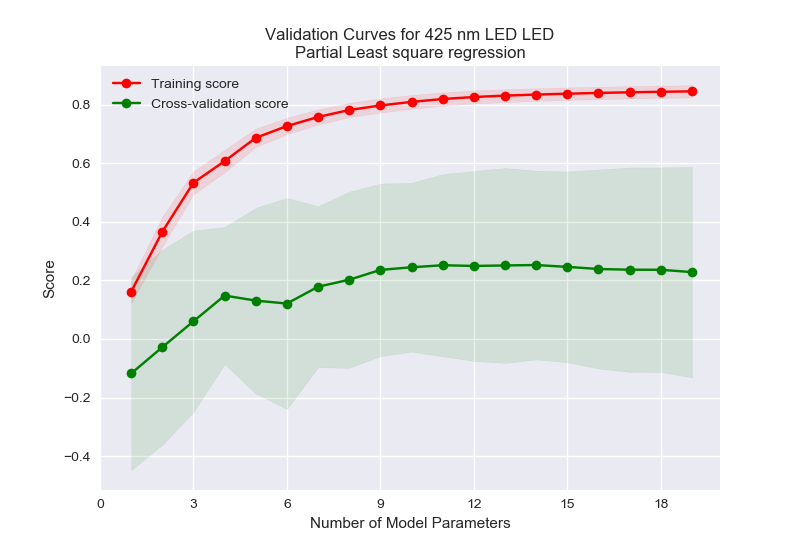 Validation Curves for 425 nm LED LED
Partial Least square regression
Training score
Cross-validation score
0.8
0.6
0.4
0.2
0.0
−0.2
−0.4
Score
0 3 6 9 12 15 18
Number of Model Parameters